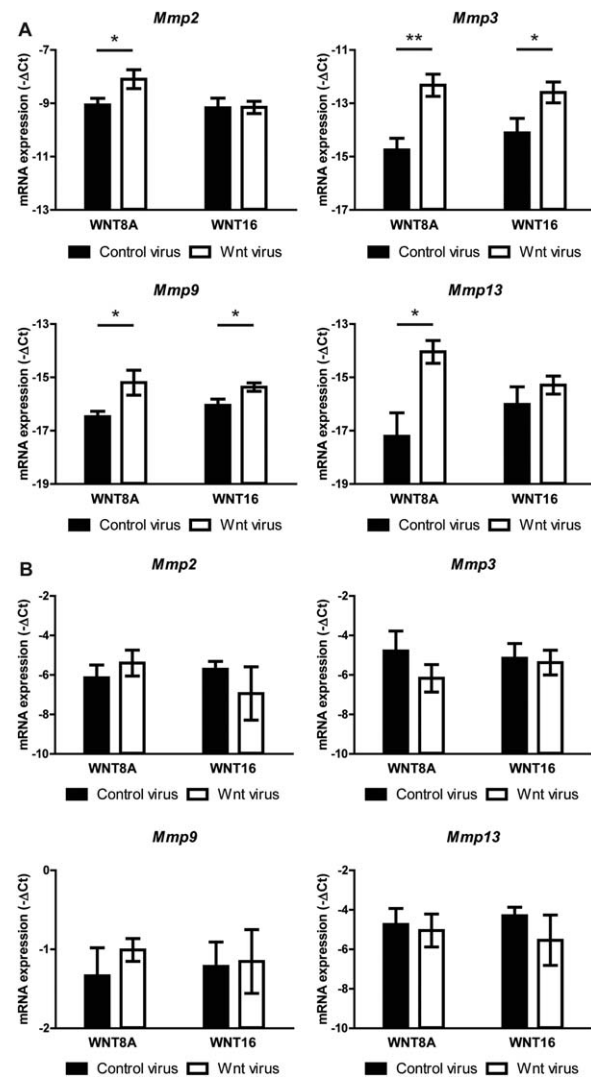 A
Mmp2
Mmp3
mRNA expression (-ΔCt)
-7
-9
-11
-13
*
WNT8A WNT16
Control virus Wnt virus
mRNA expression (-ΔCt)
-11
-13
-15
-17
** *
WNT8A WNT16
Control virus Wnt virus
Mmp9
Mmp13
mRNA expression (-ΔCt)
-13
-15
-17
-19
* *
WNT8A WNT16
Control virus Wnt virus
mRNA expression (-ΔCt)
-13
-15
-17
-19
*
WNT8A WNT16
Control virus Wnt virus
B
Mmp2
Mmp3
mRNA expression (-ΔCt)
-2
-4
-6
-8
-10
WNT8A WNT16
Control virus Wnt virus
mRNA expression (-ΔCt)
-2
-4
-6
-8
-10
WNT8A WNT16
Control virus Wnt virus
Mmp9
Mmp13
mRNA expression (-ΔCt)
0
-1
-2
WNT8A WNT16
Control virus Wnt virus
mRNA expression (-ΔCt)
-2
-4
-6
-8
-10
WNT8A WNT16
Control virus Wnt virus